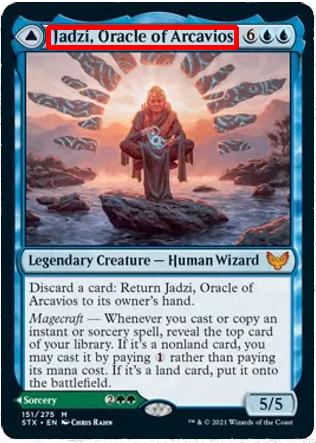 Jadzi, Oracle of Arcavios 6
Legendary Creature — Human Wizard
Discard a card: Return Jadzi, Oracle of
Arcavios to its owner's hand.
Magecraft — Whenever you cast or copy an
instant or sorcery spell, reveal the top card
of your library. If it's a nonland card, you
may cast it by paying 1 rather than paying
its mana cost. If it's a land card, put it onto
the battlefield.
Sorcery 2
5/5
151/275 M
STX • EN Chris Rahn
™ & © 2021 Wizards of the Coast